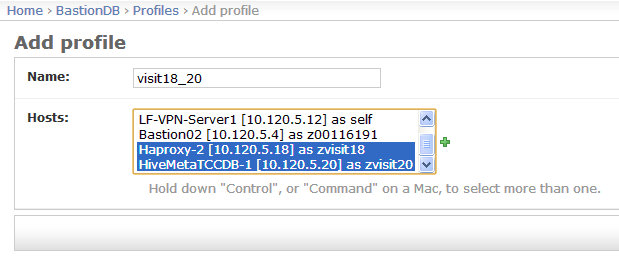 Home › BastionDB › Profiles › Add profile
Add profile
Name: visit18_20
Hosts:
LF-VPN-Server1 [10.120.5.12] as self
Bastion02 [10.120.5.4] as z00116191
Haproxy-2 [10.120.5.18] as zvisit18
HiveMetaTCCDB-1 [10.120.5.20] as zvisit20
Hold down "Control", or "Command" on a Mac, to select more than one.